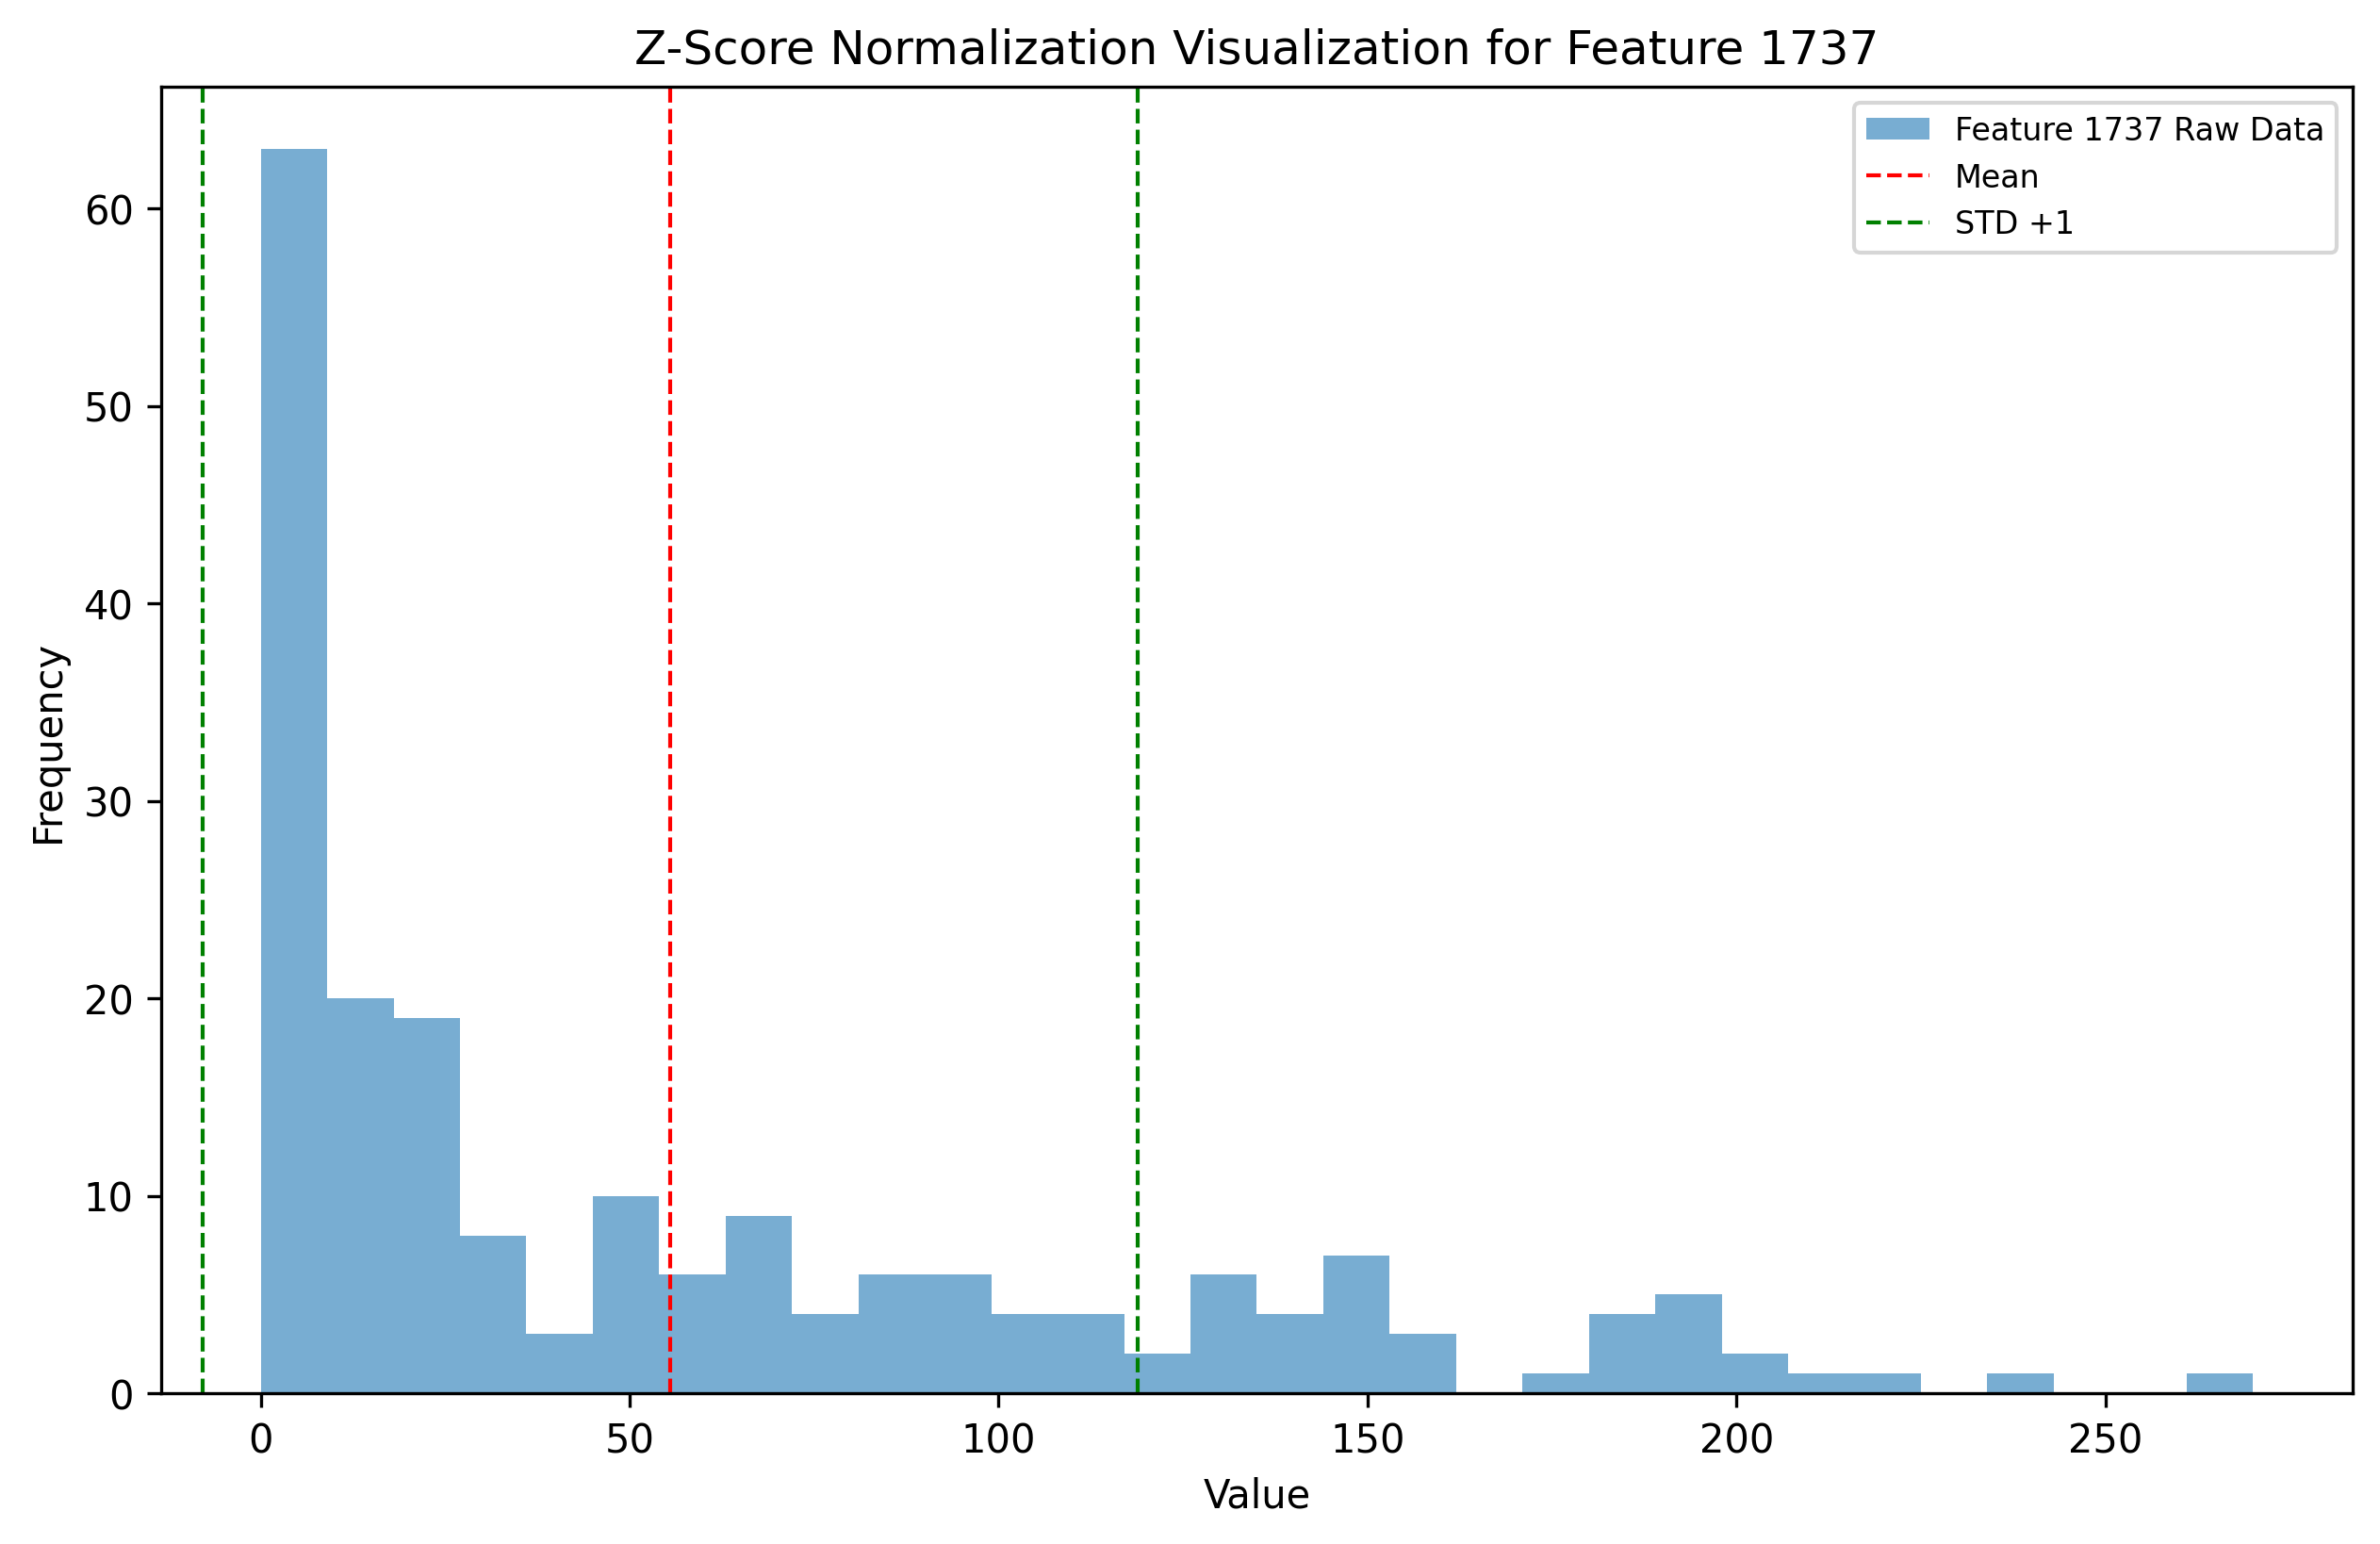 Z-Score Normalization Visualization for Feature 1737
Feature 1737 Raw Data
Mean
STD +1
60
50
40
30
20
10
0
Frequency
0 50 100 150 200 250
Value